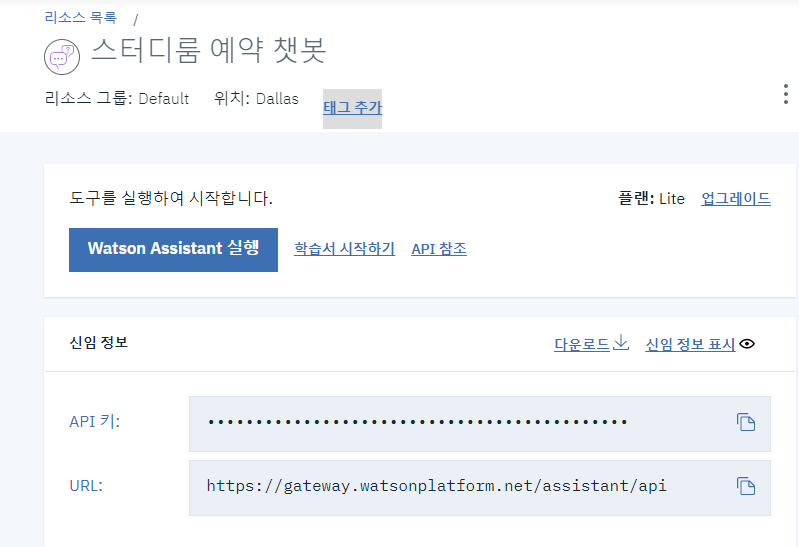 리소스 목록 /
스터디룸 예약 챗봇
리소스 그룹: Default 위치: Dallas 태그 추가
도구를 실행하여 시작합니다. 플랜: Lite 업그레이드
Watson Assistant 실행 학습서 시작하기 API 참조
신임 정보 다운로드 신임 정보 표시
API 키: ••••••••••••••••••••••••••••••••••••••••••••
URL: https://gateway.watsonplatform.net/assistant/api